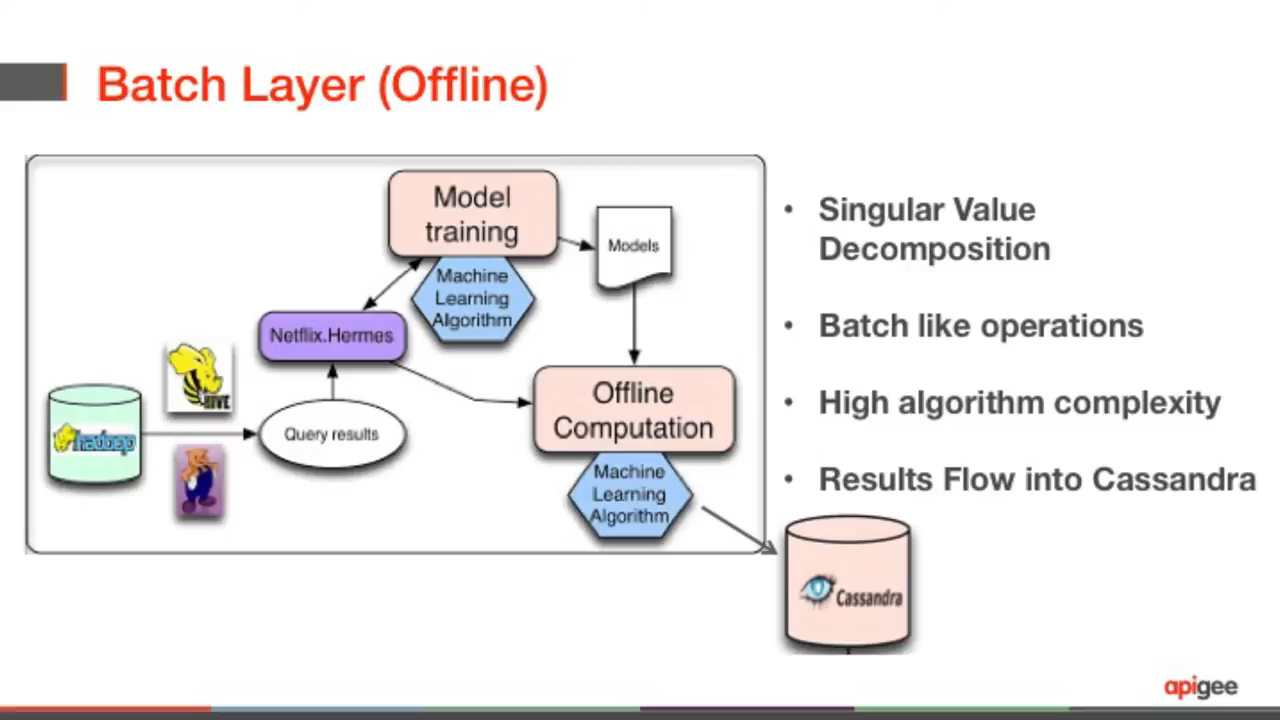 Batch Layer (Offline)
Model
training
Machine
Learning
Algorithm
Models
Netflix.Hermes
HIVE
hadoop
Query results
Offline
Computation
Machine
Learning
Algorithm
• Singular Value
Decomposition
• Batch like operations
• High algorithm complexity
• Results Flow into Cassandra
Cassandra
apigee